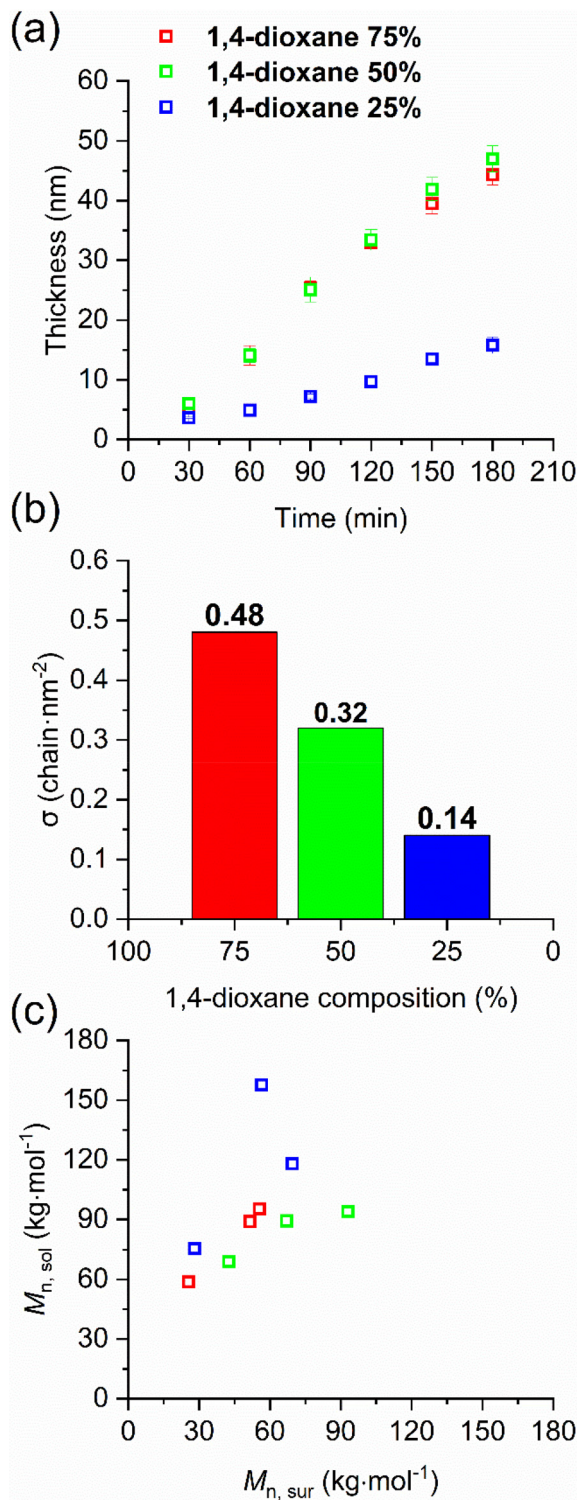 (a)
1,4-dioxane 75%
1,4-dioxane 50%
1,4-dioxane 25%
60
50
40
30
20
10
0
Thickness (nm)
0 30 60 90 120 150 180 210
Time (min)
(b)
0.6
0.5
0.4
0.3
0.2
0.1
0.0
σ (chain·nm⁻²)
0.48
0.32
0.14
100 75 50 25 0
1,4-dioxane composition (%)
(c)
180
150
120
90
60
30
0
Mn, sol (kg·mol⁻¹)
0 30 60 90 120 150 180
Mn, sur (kg·mol⁻¹)